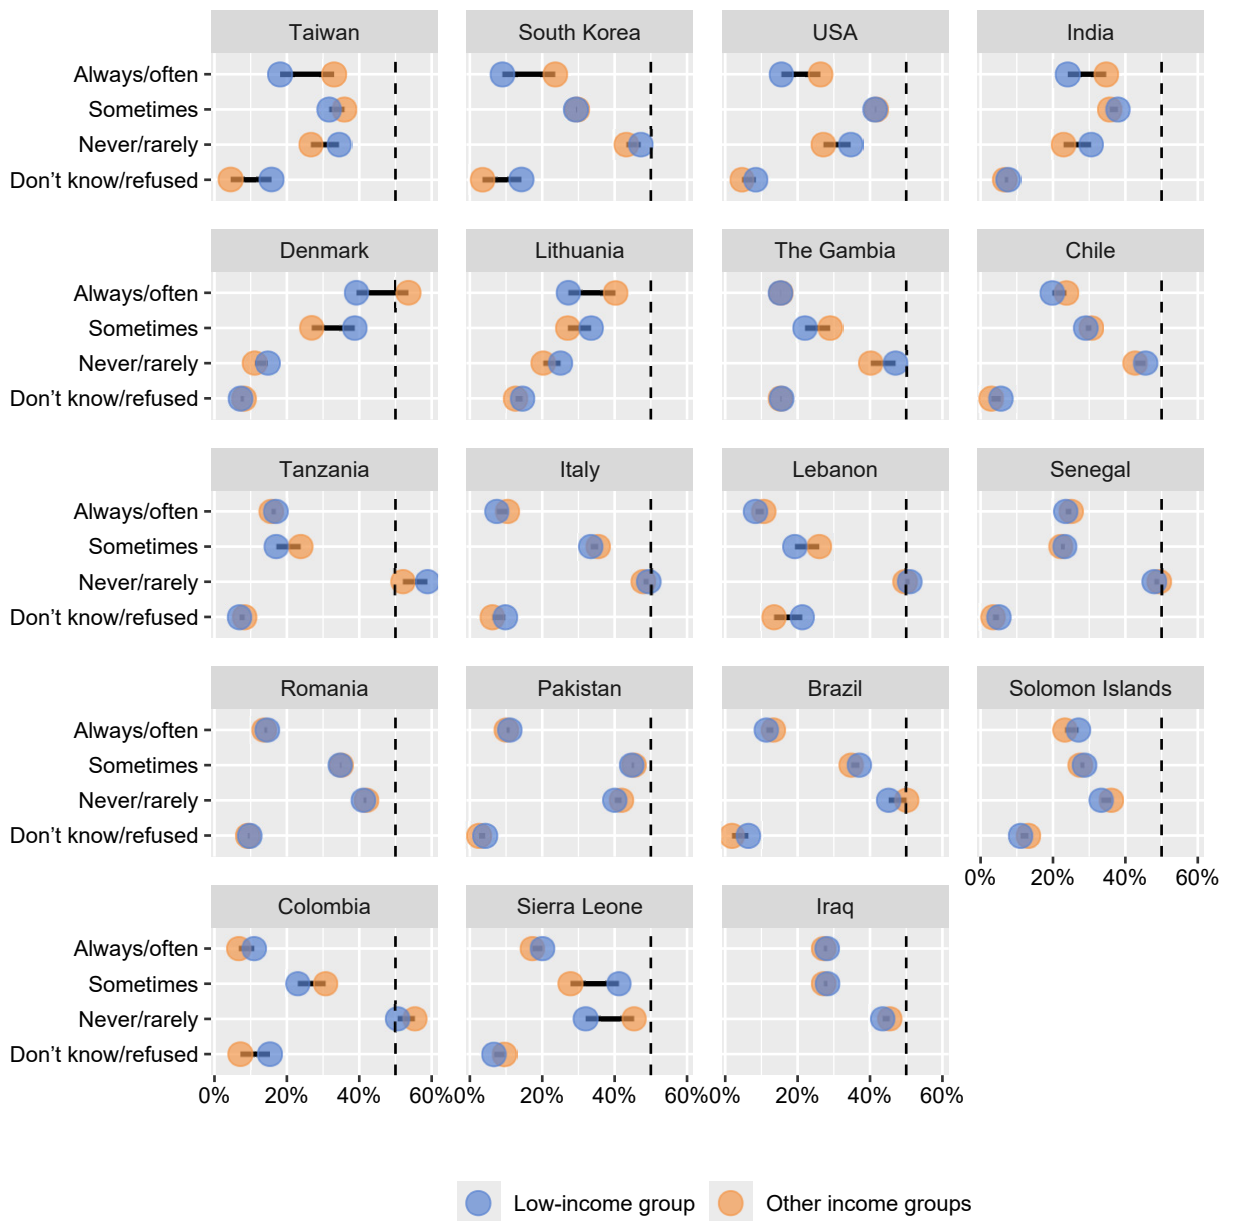 Taiwan South Korea USA India
Always/often
Sometimes
Never/rarely
Don’t know/refused
Denmark Lithuania The Gambia Chile
Always/often
Sometimes
Never/rarely
Don’t know/refused
Tanzania Italy Lebanon Senegal
Always/often
Sometimes
Never/rarely
Don’t know/refused
Romania Pakistan Brazil Solomon Islands
Always/often
Sometimes
Never/rarely
Don’t know/refused
0% 20% 40% 60%
Colombia Sierra Leone Iraq
Always/often
Sometimes
Never/rarely
Don’t know/refused
0% 20% 40% 60% 0% 20% 40% 60% 0% 20% 40% 60%
Low-income group Other income groups